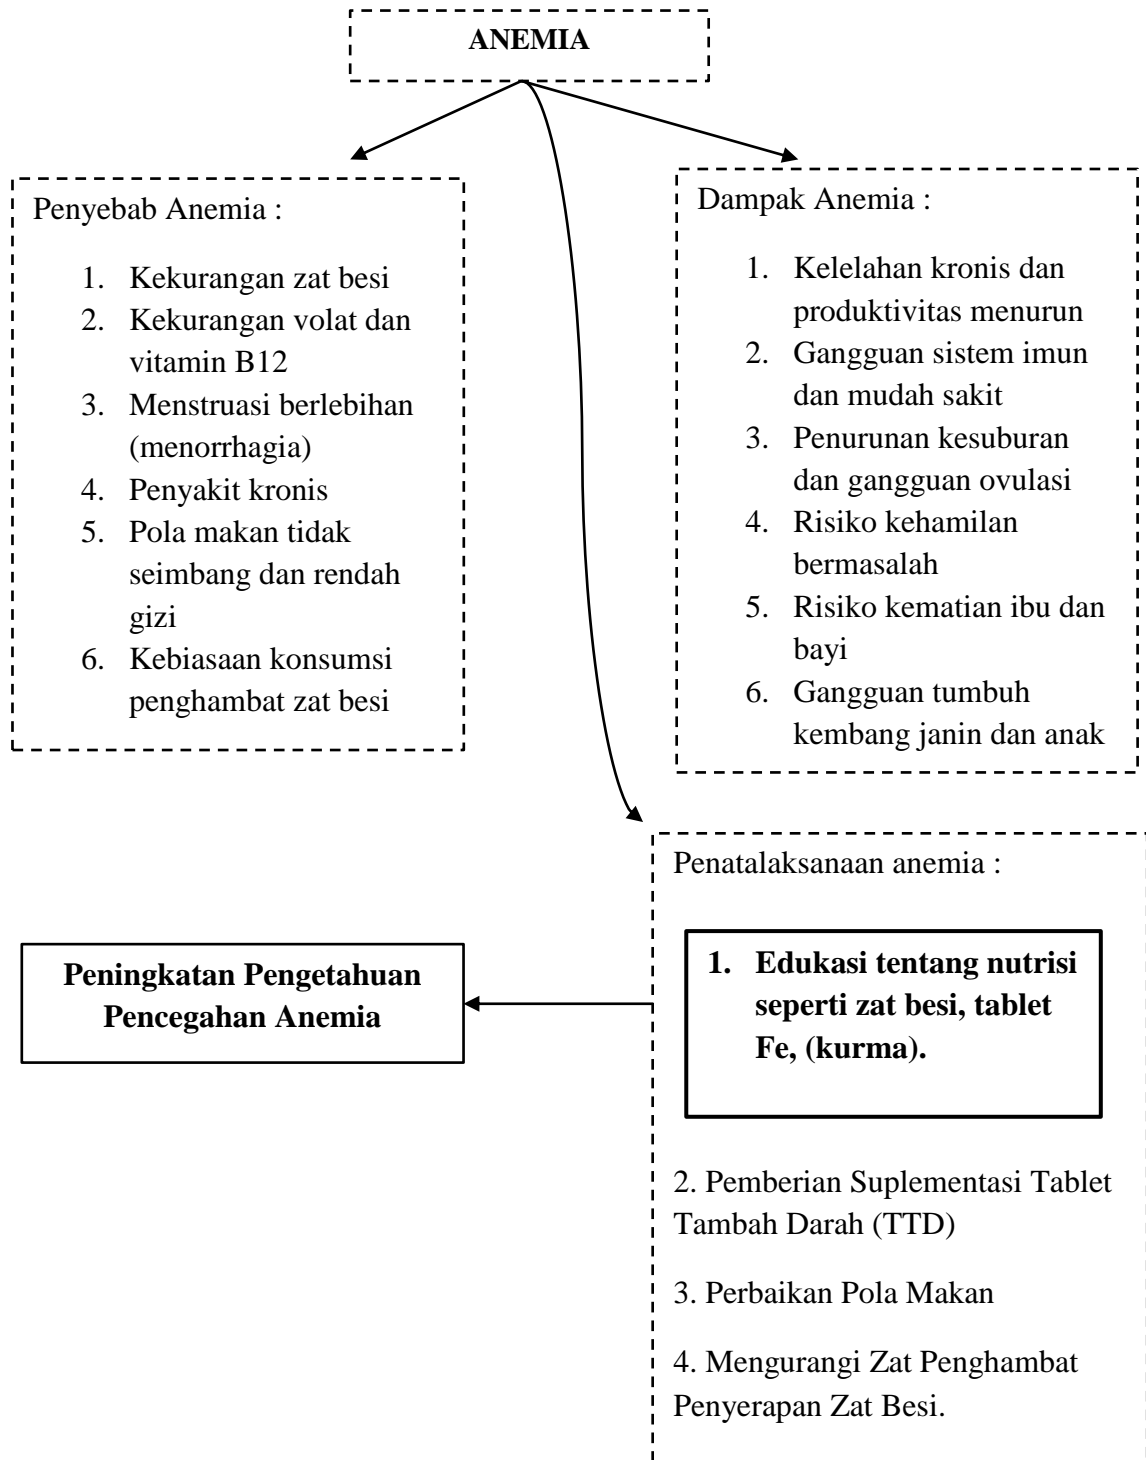 ANEMIA
Penyebab Anemia :
1. Kekurangan zat besi
2. Kekurangan volat dan
vitamin B12
3. Menstruasi berlebihan
(menorrhagia)
4. Penyakit kronis
5. Pola makan tidak
seimbang dan rendah
gizi
6. Kebiasaan konsumsi
penghambat zat besi
Dampak Anemia :
1. Kelelahan kronis dan
produktivitas menurun
2. Gangguan sistem imun
dan mudah sakit
3. Penurunan kesuburan
dan gangguan ovulasi
4. Risiko kehamilan
bermasalah
5. Risiko kematian ibu dan
bayi
6. Gangguan tumbuh
kembang janin dan anak
Penatalaksanaan anemia :
1. Edukasi tentang nutrisi
seperti zat besi, tablet
Fe, (kurma).
2. Pemberian Suplementasi Tablet
Tambah Darah (TTD)
3. Perbaikan Pola Makan
4. Mengurangi Zat Penghambat
Penyerapan Zat Besi.
Peningkatan Pengetahuan
Pencegahan Anemia